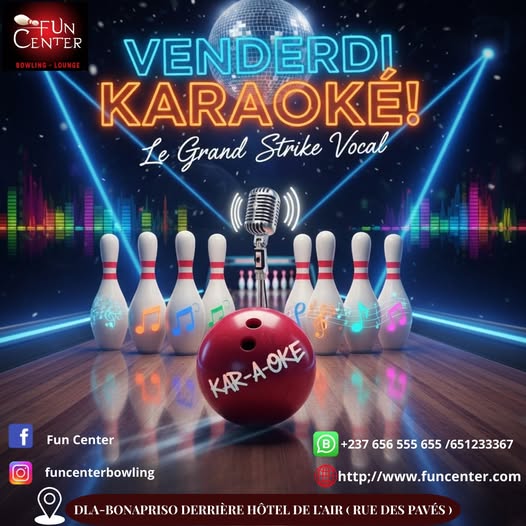 FUN
CENTER
BOWLING - LOUNGE
VENDERDI
KARAOKÉ!
Le Grand Strike Vocal
KAR-A-OKE
Fun Center
+237 656 555 655 /651233367
funcenterbowling
http;//www.funcenter.com
DLA-BONAPRISO DERRIÈRE HÔTEL DE L'AIR ( RUE DES PAVÉS )